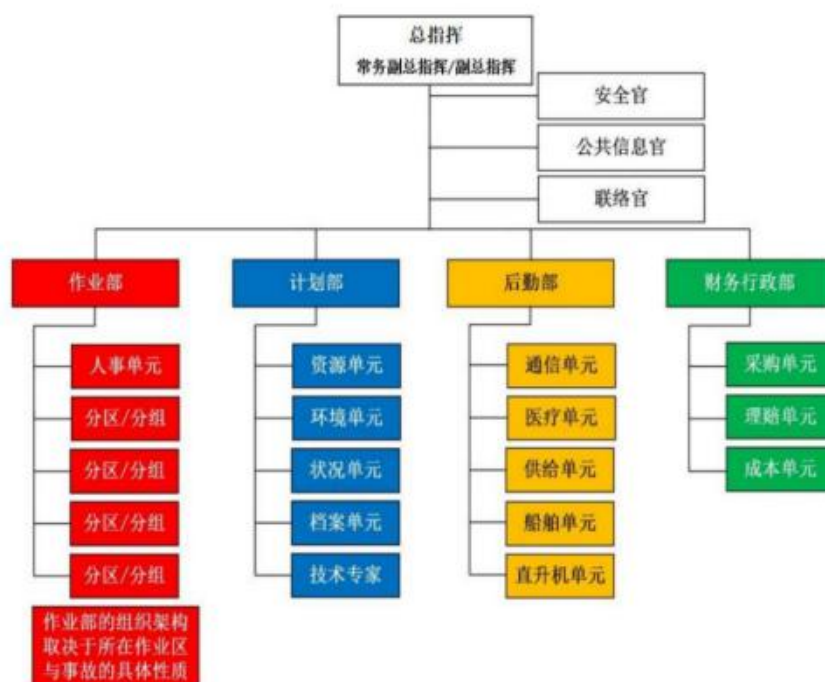 总指挥
常务副总指挥/副总指挥
安全官
公共信息官
联络官
作业部
计划部
后勤部
财务行政部
人事单元
分区/分组
分区/分组
分区/分组
分区/分组
作业部的组织架构
取决于所在作业区
与事故的具体性质
资源单元
环境单元
状况单元
档案单元
技术专家
通信单元
医疗单元
供给单元
船舶单元
直升机单元
采购单元
理赔单元
成本单元